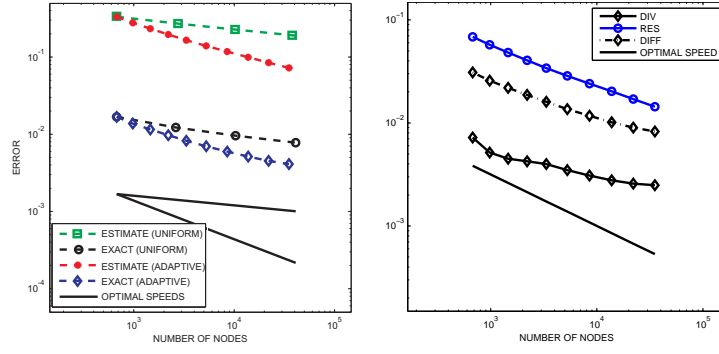 10⁻¹
10⁻²
10⁻³
10⁻⁴
ERROR
ESTIMATE (UNIFORM)
EXACT (UNIFORM)
ESTIMATE (ADAPTIVE)
EXACT (ADAPTIVE)
OPTIMAL SPEEDS
10³
10⁴
10⁵
NUMBER OF NODES
10⁻¹
10⁻²
10⁻³
DIV
RES
DIFF
OPTIMAL SPEED
10³
10⁴
10⁵
NUMBER OF NODES